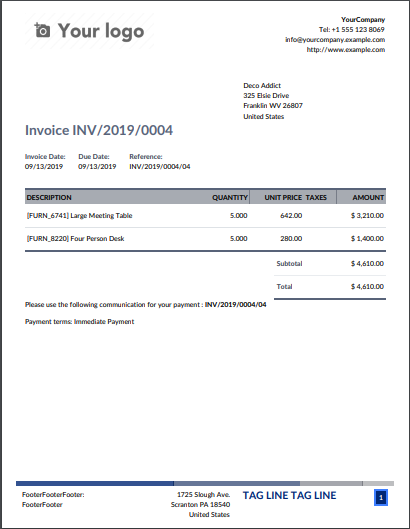 Your logo
YourCompany
Tel: +1 555 123 8069
info@yourcompany.example.com
http://www.example.com
Deco Addict
325 Elsie Drive
Franklin WV 26807
United States
Invoice INV/2019/0004
Invoice Date: Due Date: Reference:
09/13/2019 09/13/2019 INV/2019/0004/04
DESCRIPTION QUANTITY UNIT PRICE TAXES AMOUNT
[FURN_6741] Large Meeting Table 5.000 642.00 $ 3,210.00
[FURN_8220] Four Person Desk 5.000 280.00 $ 1,400.00
Subtotal $ 4,610.00
Total $ 4,610.00
Please use the following communication for your payment : INV/2019/0004/04
Payment terms: Immediate Payment
FooterFooterFooter:
FooterFooter
1725 Slough Ave.
Scranton PA 18540
United States
TAG LINE TAG LINE
1